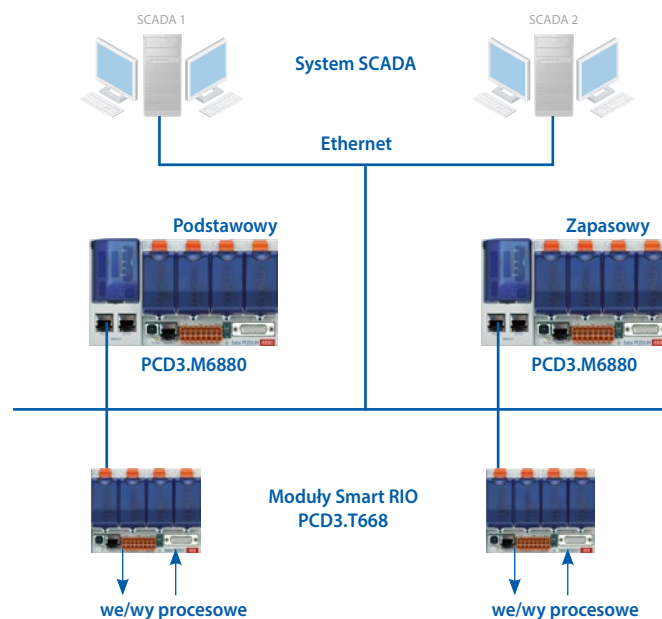 SCADA 1
SCADA 2
System SCADA
Ethernet
Podstawowy
Zapasowy
PCD3.M6880
PCD3.M6880
Moduły Smart RIO
PCD3.T668
we/wy procesowe
we/wy procesowe